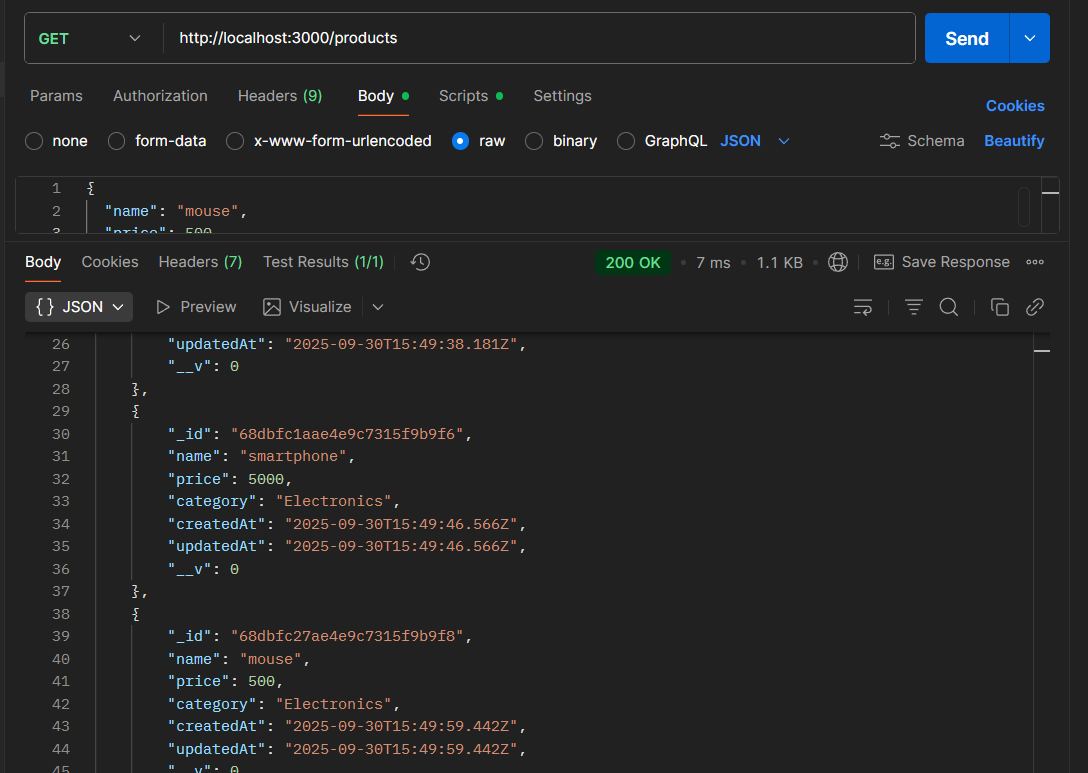 GET http://localhost:3000/products Send
Params Authorization Headers (9) Body Scripts Settings Cookies
none form-data x-www-form-urlencoded raw binary GraphQL JSON Schema Beautify
1 {
2 "name": "mouse",
3 "price": 500
Body Cookies Headers (7) Test Results (1/1) 200 OK 7 ms 1.1 KB e.g. Save Response
{} JSON Preview Visualize
26 "updatedAt": "2025-09-30T15:49:38.181Z",
27 "__v": 0
28 },
29 {
30 "_id": "68dbfc1aae4e9c7315f9b9f6",
31 "name": "smartphone",
32 "price": 5000,
33 "category": "Electronics",
34 "createdAt": "2025-09-30T15:49:46.566Z",
35 "updatedAt": "2025-09-30T15:49:46.566Z",
36 "__v": 0
37 },
38 {
39 "_id": "68dbfc27ae4e9c7315f9b9f8",
40 "name": "mouse",
41 "price": 500,
42 "category": "Electronics",
43 "createdAt": "2025-09-30T15:49:59.442Z",
44 "updatedAt": "2025-09-30T15:49:59.442Z",
45 "__v": 0